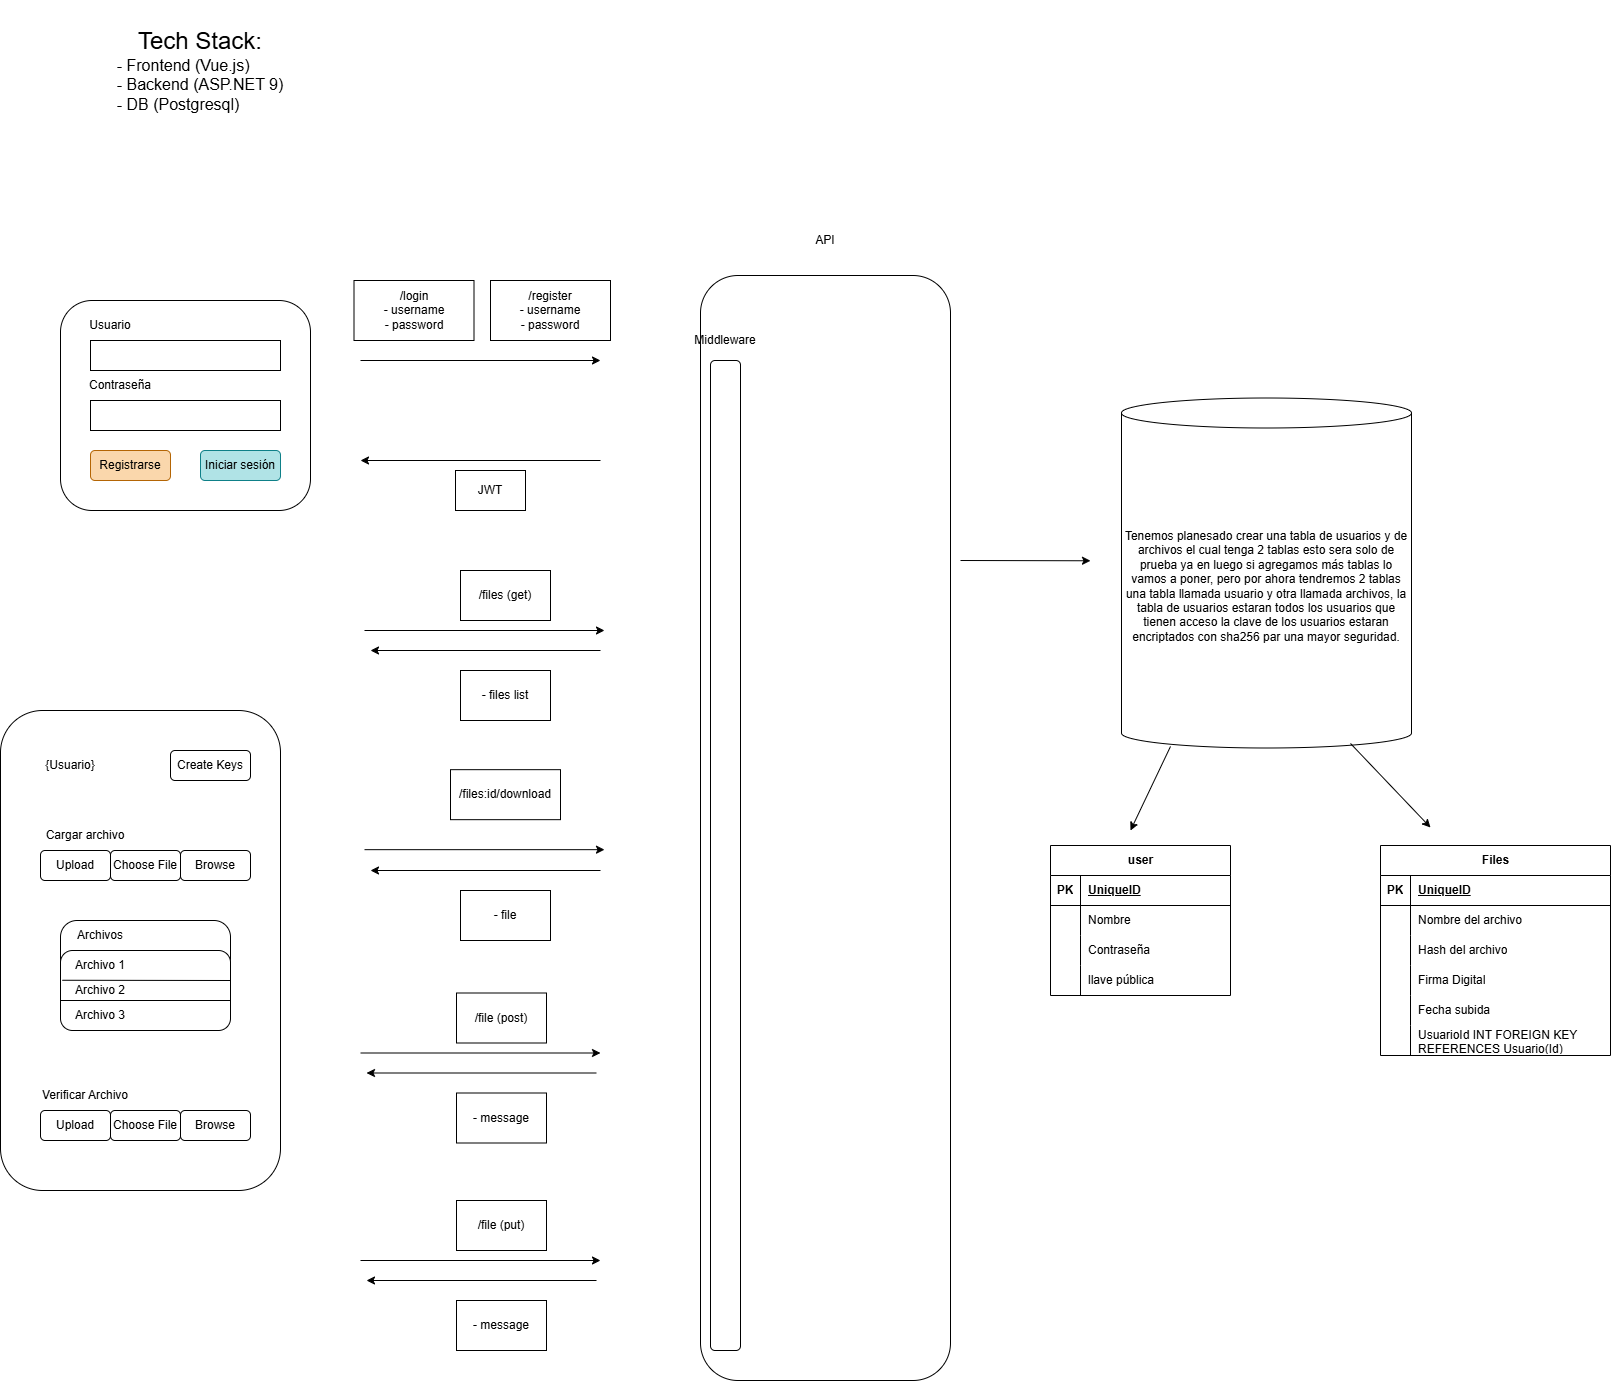 Tech Stack:
- Frontend (Vue.js)
- Backend (ASP.NET 9)
- DB (Postgresql)
API
/login
- username
- password
/register
- username
- password
Usuario
Contraseña
Registrarse
Iniciar sesión
JWT
Middleware
/files (get)
- files list
/files:id/download
- file
/file (post)
- message
/file (put)
- message
{Usuario}
Create Keys
Cargar archivo
Upload
Choose File
Browse
Archivos
Archivo 1
Archivo 2
Archivo 3
Verificar Archivo
Upload
Choose File
Browse
Tenemos planesado crear una tabla de usuarios y de
archivos el cual tenga 2 tablas esto sera solo de
prueba ya en luego si agregamos más tablas lo
vamos a poner, pero por ahora tendremos 2 tablas
una tabla llamada usuario y otra llamada archivos, la
tabla de usuarios estaran todos los usuarios que
tienen acceso la clave de los usuarios estaran
encriptados con sha256 par una mayor seguridad.
user
PK
UniqueID
Nombre
Contraseña
llave pública
Files
PK
UniqueID
Nombre del archivo
Hash del archivo
Firma Digital
Fecha subida
UsuarioId INT FOREIGN KEY
REFERENCES Usuario(Id)